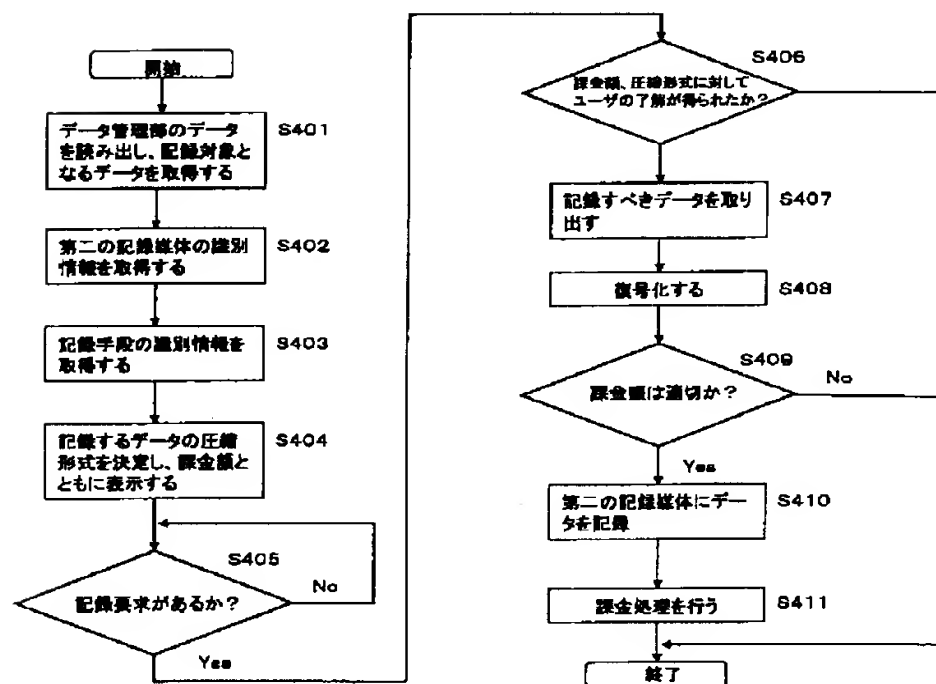 開始
データ管理部のデータ
を読み出し、記録対象と
なるデータを取得する
S401
第二の記録媒体の識別
情報を取得する
S402
記録手段の識別情報を
取得する
S403
記録するデータの圧縮
形式を決定し、課金額と
ともに表示する
S404
S405
記録要求があるか?
No
Yes
S406
課金額、圧縮形式に対して
ユーザの了解が得られたか?
記録すべきデータを取り
出す
S407
復号化する
S408
S409
課金額は適切か?
No
Yes
第二の記録媒体にデー
タを記録
S410
課金処理を行う
S411
終了